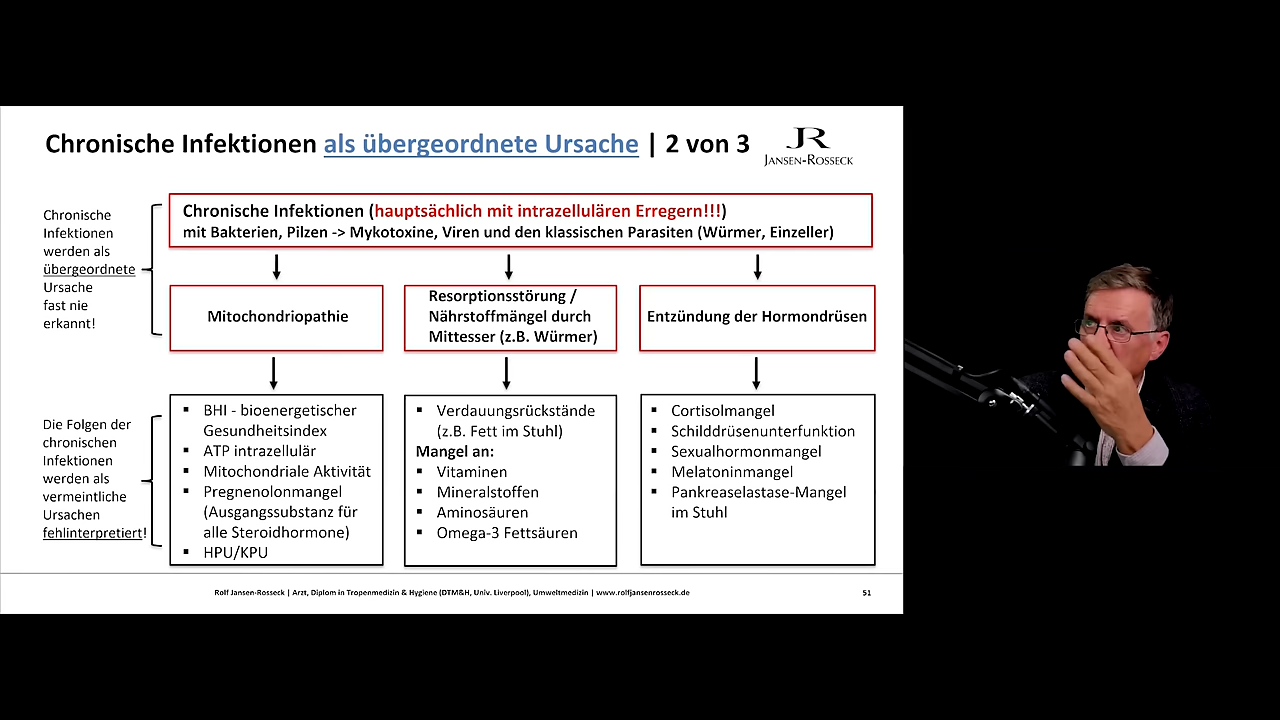 Chronische Infektionen als übergeordnete Ursache | 2 von 3
JR
JANSEN-ROSSECK
Chronische
Infektionen
werden als
übergeordnete
Ursache
fast nie
erkannt!
Chronische Infektionen (hauptsächlich mit intrazellulären Erregern!!!)
mit Bakterien, Pilzen -> Mykotoxine, Viren und den klassischen Parasiten (Würmer, Einzeller)
Mitochondriopathie
Resorptionsstörung /
Nährstoffmängel durch
Mittesser (z.B. Würmer)
Entzündung der Hormondrüsen
Die Folgen der
chronischen
Infektionen
werden als
vermeintliche
Ursachen
fehlinterpretiert!
▪ BHI - bioenergetischer
Gesundheitsindex
▪ ATP intrazellulär
▪ Mitochondriale Aktivität
▪ Pregnenolonmangel
(Ausgangssubstanz für
alle Steroidhormone)
▪ HPU/KPU
▪ Verdauungsrückstände
(z.B. Fett im Stuhl)
Mangel an:
▪ Vitaminen
▪ Mineralstoffen
▪ Aminosäuren
▪ Omega-3 Fettsäuren
▪ Cortisolmangel
▪ Schilddrüsenunterfunktion
▪ Sexualhormonmangel
▪ Melatoninmangel
▪ Pankreaselastase-Mangel
im Stuhl
Rolf Jansen-Rosseck | Arzt, Diplom in Tropenmedizin & Hygiene (DTM&H, Univ. Liverpool), Umweltmedizin | www.rolfjansenrosseck.de
51